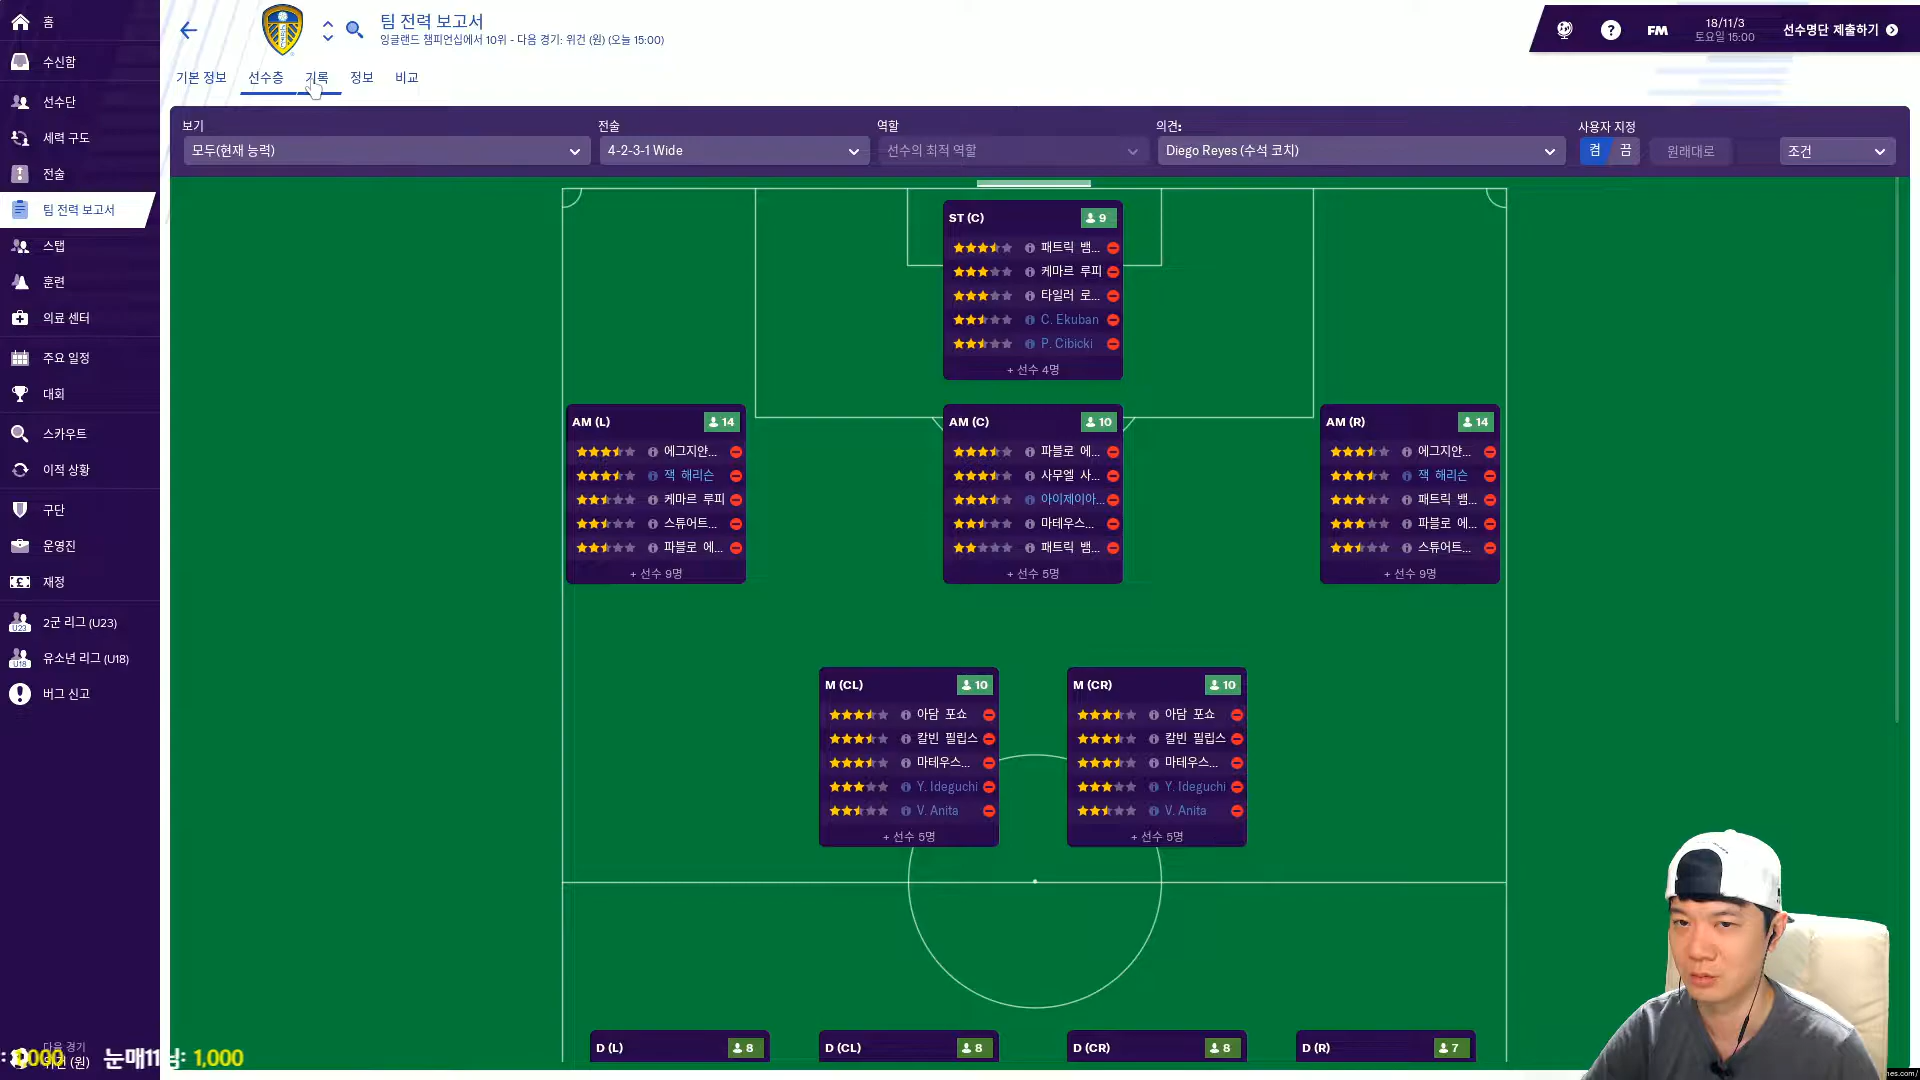 홈
수신함
선수단
세력 구도
전술
팀 전력 보고서
스탭
훈련
의료 센터
주요 일정
대회
스카우트
이적 상황
구단
운영진
재정
2군 리그 (U23)
유소년 리그 (U18)
버그 신고
다음 경기
위건 (원)
눈매11님: 1,000
팀 전력 보고서
잉글랜드 챔피언십에서 10위 - 다음 경기: 위건 (원) (오늘 15:00)
기본 정보 선수층 기록 정보 비교
FM
18/11/3
토요일 15:00
선수명단 제출하기
보기
모두(현재 능력)
전술
4-2-3-1 Wide
역할
선수의 최적 역할
의견:
Diego Reyes (수석 코치)
사용자 지정
켬 끔
원래대로
조건
ST (C) 9
패트릭 뱀...
케마르 루피
타일러 로...
C. Ekuban
P. Cibicki
+ 선수 4명
AM (L) 14
에그지얀...
잭 해리슨
케마르 루피
스튜어트...
파블로 에...
+ 선수 9명
AM (C) 10
파블로 에...
사무엘 사...
아이제이아...
마테우스...
패트릭 뱀...
+ 선수 5명
AM (R) 14
에그지얀...
잭 해리슨
패트릭 뱀...
파블로 에...
스튜어트...
+ 선수 9명
M (CL) 10
아담 포쇼
칼빈 필립스
마테우스...
Y. Ideguchi
V. Anita
+ 선수 5명
M (CR) 10
아담 포쇼
칼빈 필립스
마테우스...
Y. Ideguchi
V. Anita
+ 선수 5명
D (L) 8
D (CL) 8
D (CR) 8
D (R) 7